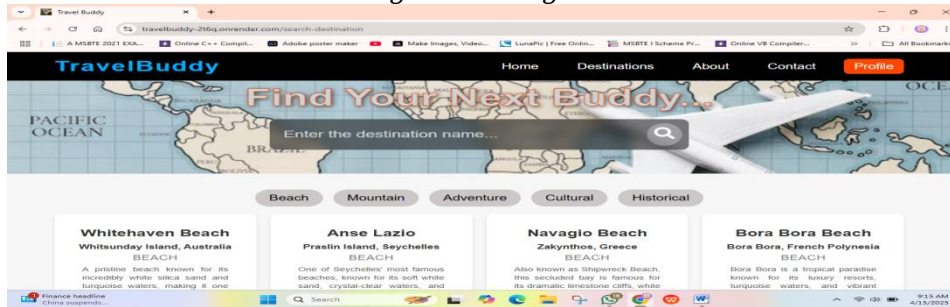 Travel Buddy
travelbuddy-2t6q.onrender.com/search-destination
A MSBTE 2021 EXA... Online C++ Compil... Adobe poster maker Make Images, Video... LunaPic | Free Onlin... MSBTE I Scheme Pr... Online VB Compiler... All Bookmarks
TravelBuddy Home Destinations About Contact Profile
Find Your Next Buddy...
PACIFIC
OCEAN
Enter the destination name...
Beach Mountain Adventure Cultural Historical
Whitehaven Beach
Whitsunday Island, Australia
BEACH
A pristine beach known for its
incredibly white silica sand and
turquoise waters, making it one
Anse Lazio
Praslin Island, Seychelles
BEACH
One of Seychelles' most famous
beaches, known for its soft white
sand, crystal-clear waters, and
Navagio Beach
Zakynthos, Greece
BEACH
Also known as Shipwreck Beach,
this secluded bay is famous for
its dramatic limestone cliffs, white
Bora Bora Beach
Bora Bora, French Polynesia
BEACH
Bora Bora is a tropical paradise
known for its luxury resorts,
turquoise waters, and vibrant
Finance headline
China suspends...
Search
9:15 AM
4/15/2025